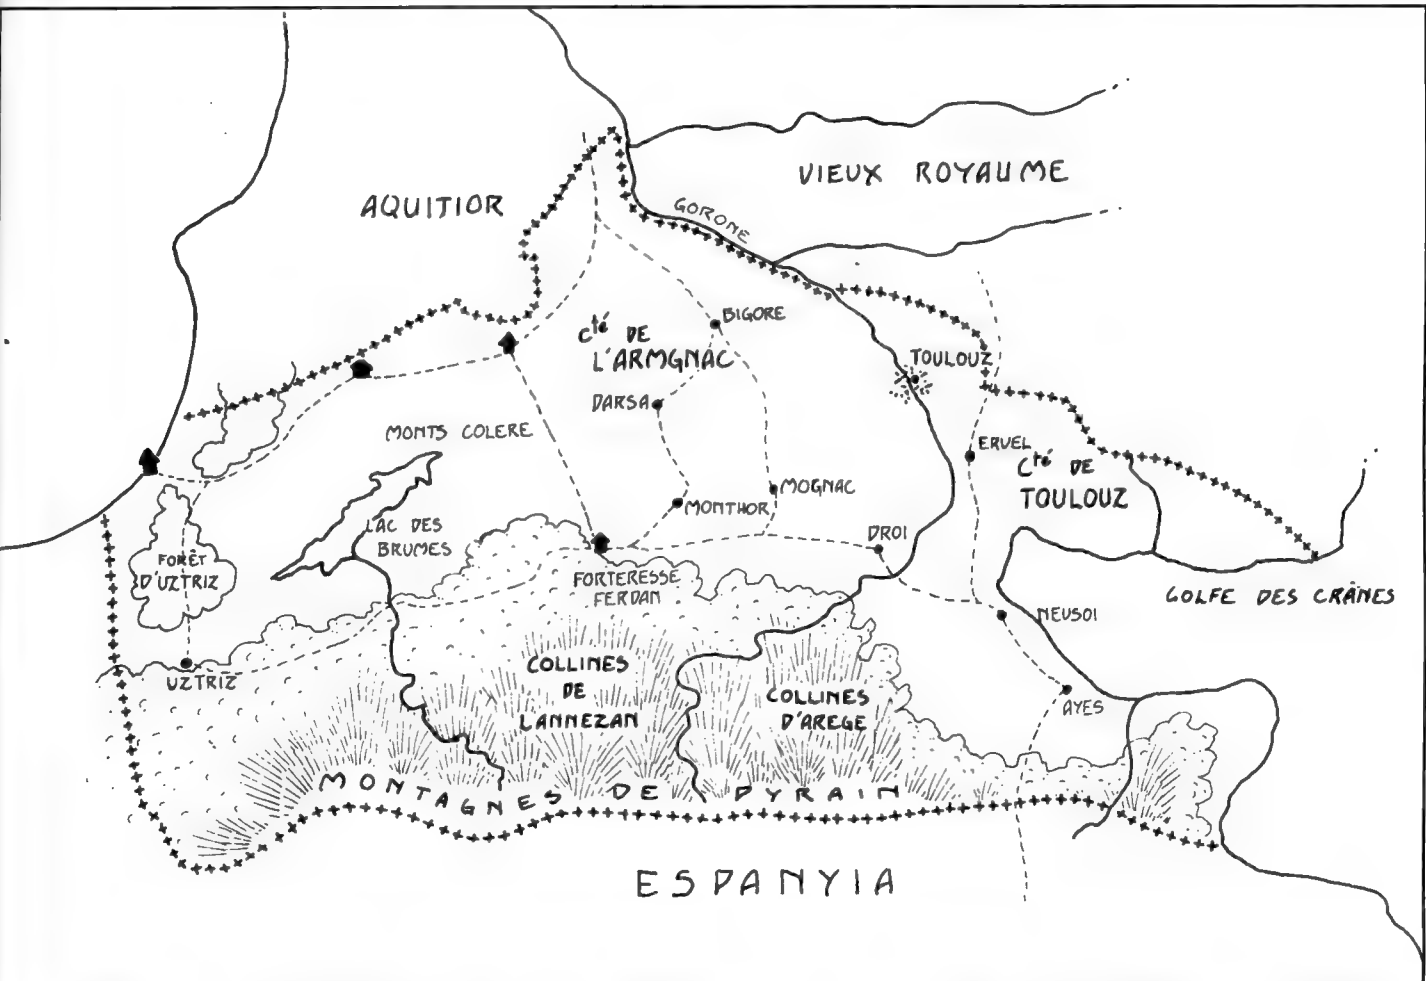 VIEUX ROYAUME
AQUITIOR
GORONE
BIGORE
Cté DE
L'ARMGNAC
TOULOUZ
DARSA
MONTS COLERE
ERVEL
Cté DE
TOULOUZ
MOGNAC
MONTHOR
LAC DES
BRUMES
DROI
FORÊT
D'UZTRIZ
FORTERESSE
FERDAN
GOLFE DES CRÂNES
NEUSOI
UZTRIZ
COLLINES
DE
LANNEZAN
COLLINES
D'AREGE
AYES
MONTAGNES DE PYRAIN
ESPANYIA